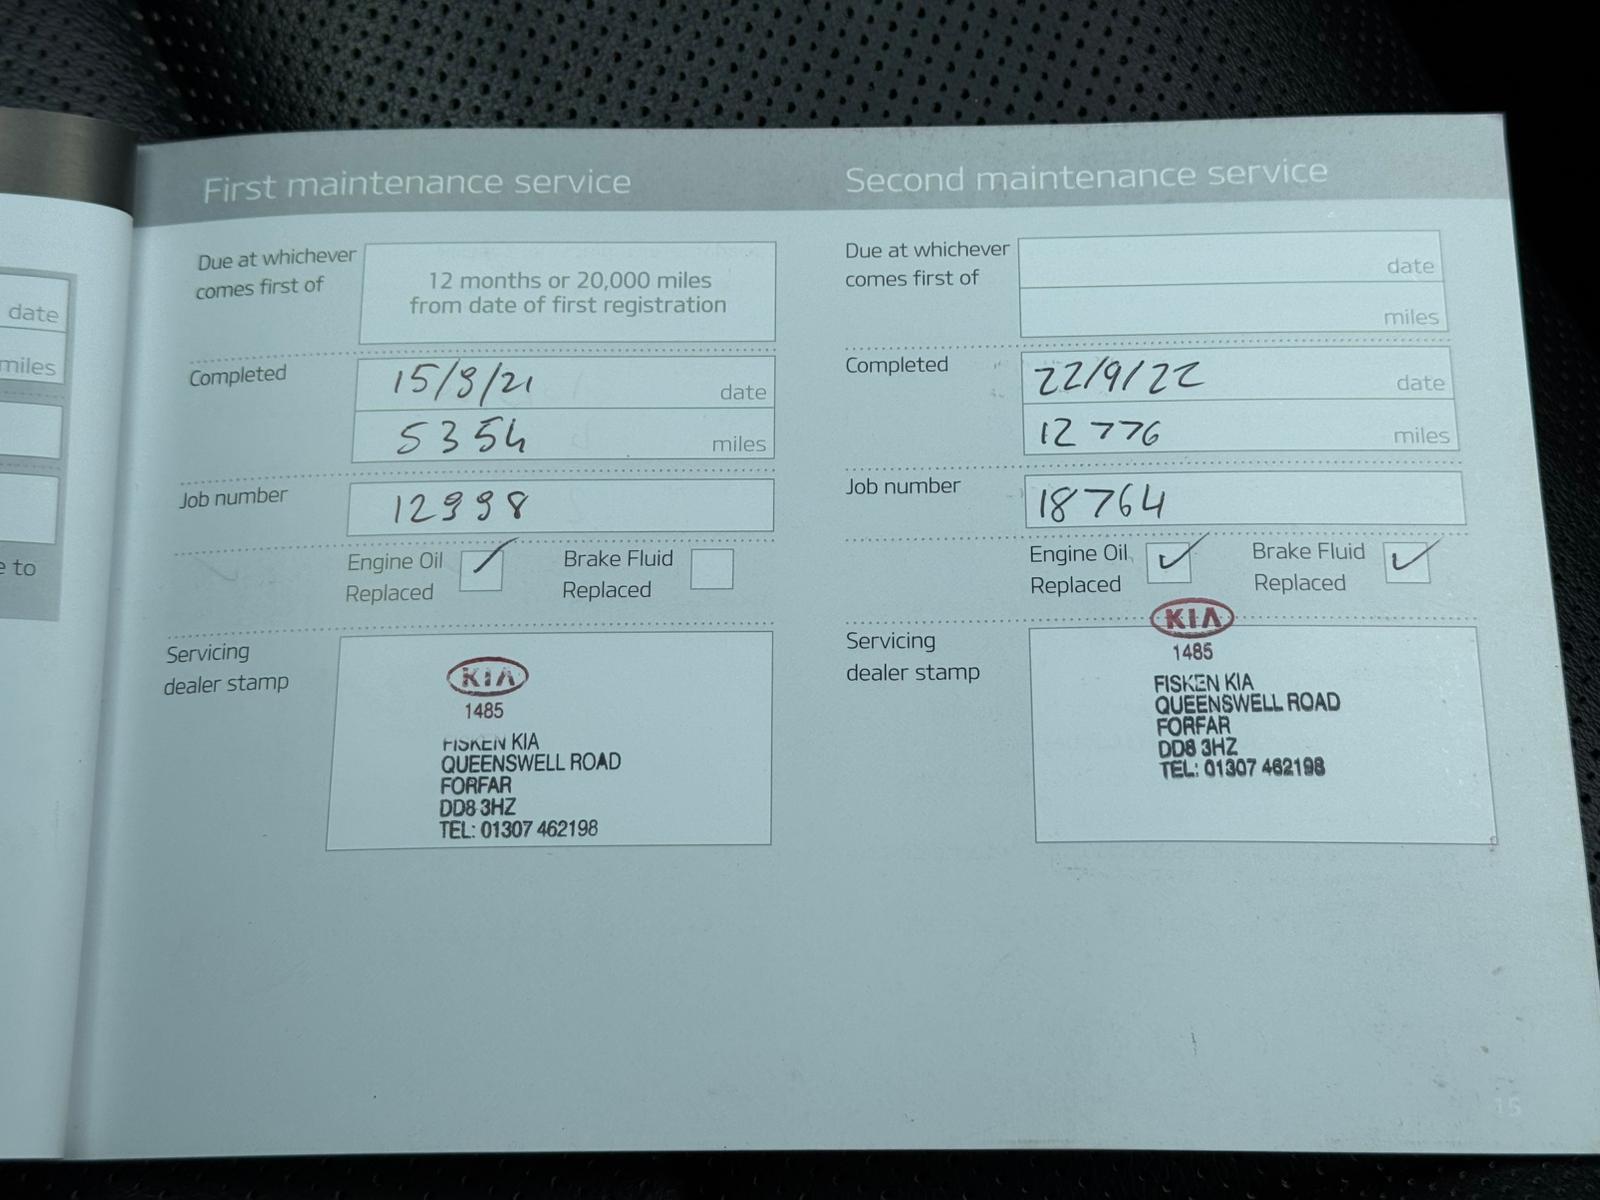 date
miles
e to
First maintenance service
Due at whichever
comes first of
12 months or 20,000 miles
from date of first registration
Completed
15/9/21
date
5354
miles
Job number
12998
Engine Oil
Replaced
Brake Fluid
Replaced
Servicing
dealer stamp
KIA
1485
FISKEN KIA
QUEENSWELL ROAD
FORFAR
DD8 3HZ
TEL: 01307 462198
Second maintenance service
Due at whichever
comes first of
date
miles
Completed
22/9/22
date
12776
miles
Job number
18764
Engine Oil
Replaced
Brake Fluid
Replaced
Servicing
dealer stamp
KIA
1485
FISKEN KIA
QUEENSWELL ROAD
FORFAR
DD8 3HZ
TEL: 01307 462198
15